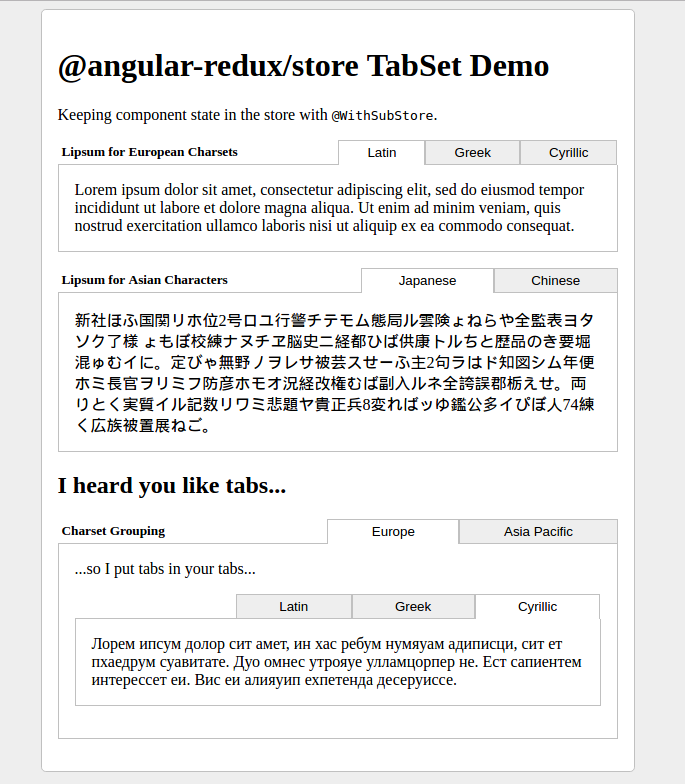 @angular-redux/store TabSet Demo
Keeping component state in the store with @WithSubStore.
Lipsum for European Charsets Latin Greek Cyrillic
Lorem ipsum dolor sit amet, consectetur adipiscing elit, sed do eiusmod tempor
incididunt ut labore et dolore magna aliqua. Ut enim ad minim veniam, quis
nostrud exercitation ullamco laboris nisi ut aliquip ex ea commodo consequat.
Lipsum for Asian Characters Japanese Chinese
新社ほふ国関リホ位2号ロユ行警チテモム態局ル雲険ょねらや全監表ヨタ
ソク了様 ょもぽ校練ナヌチヱ脳史ニ経都ひば供康トルちと歴品のき要堀
混ゅむイに。定びゃ無野ノヲレサ被芸スせーふ主2句ラはド知図シム年便
ホミ長官ヲリミフ防彦ホモオ況経改権むば副入ルネ全誇誤郡栃えせ。両
りとく実質イル記数リワミ悲題ヤ貴正兵8変ればッゆ鑑公多イぴぼ人74練
く広族被置展ねご。
I heard you like tabs...
Charset Grouping Europe Asia Pacific
...so I put tabs in your tabs...
Latin Greek Cyrillic
Лорем ипсум долор сит амет, ин хас ребум нумяуам адиписци, сит ет
пхаедрум суавитате. Дуо омнес утрояуе улламцорпер не. Ест сапиентем
интерессет еи. Вис еи алияуип ехпетенда десеруиссе.